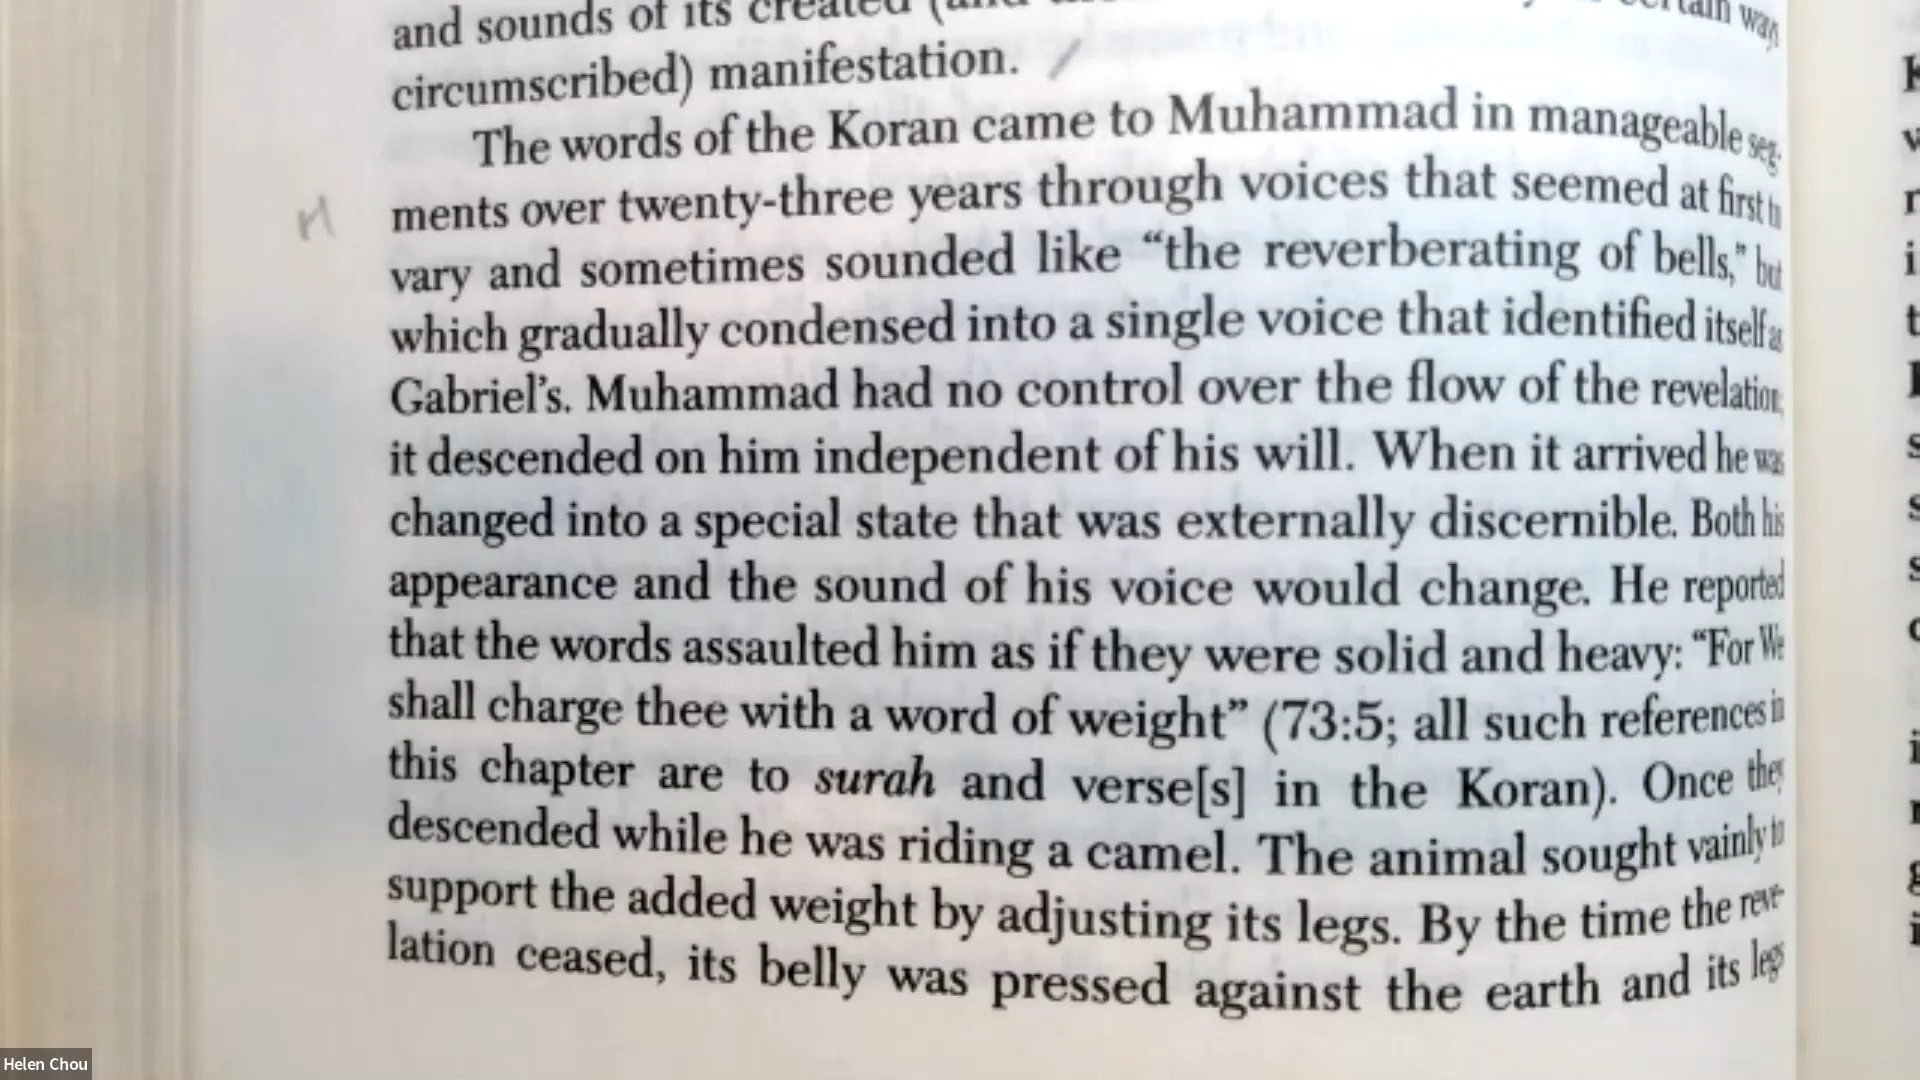 and sounds of its created (and
certain ways
circumscribed) manifestation.
The words of the Koran came to Muhammad in manageable seg-
ments over twenty-three years through voices that seemed at first to
vary and sometimes sounded like “the reverberating of bells,” but
which gradually condensed into a single voice that identified itself as
Gabriel’s. Muhammad had no control over the flow of the revelation;
it descended on him independent of his will. When it arrived he was
changed into a special state that was externally discernible. Both his
appearance and the sound of his voice would change. He reported
that the words assaulted him as if they were solid and heavy: “For We
shall charge thee with a word of weight” (73:5; all such references in
this chapter are to surah and verse[s] in the Koran). Once they
descended while he was riding a camel. The animal sought vainly to
support the added weight by adjusting its legs. By the time the reve-
lation ceased, its belly was pressed against the earth and its legs
Helen Chou